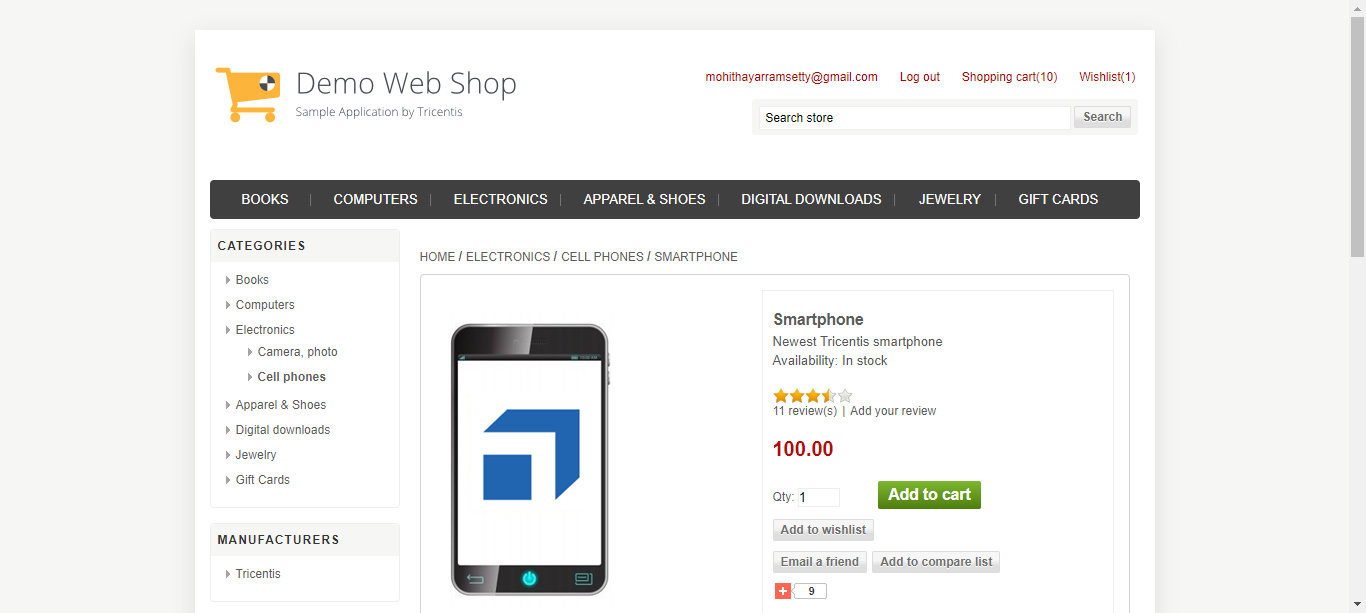 Demo Web Shop
Sample Application by Tricentis
mohithayarramsetty@gmail.com Log out Shopping cart(10) Wishlist(1)
Search store Search
BOOKS | COMPUTERS | ELECTRONICS | APPAREL & SHOES | DIGITAL DOWNLOADS | JEWELRY | GIFT CARDS
CATEGORIES
Books
Computers
Electronics
Camera, photo
Cell phones
Apparel & Shoes
Digital downloads
Jewelry
Gift Cards
MANUFACTURERS
Tricentis
HOME / ELECTRONICS / CELL PHONES / SMARTPHONE
Smartphone
Newest Tricentis smartphone
Availability: In stock
11 review(s) | Add your review
100.00
Qty: 1 Add to cart
Add to wishlist
Email a friend Add to compare list
+ 9